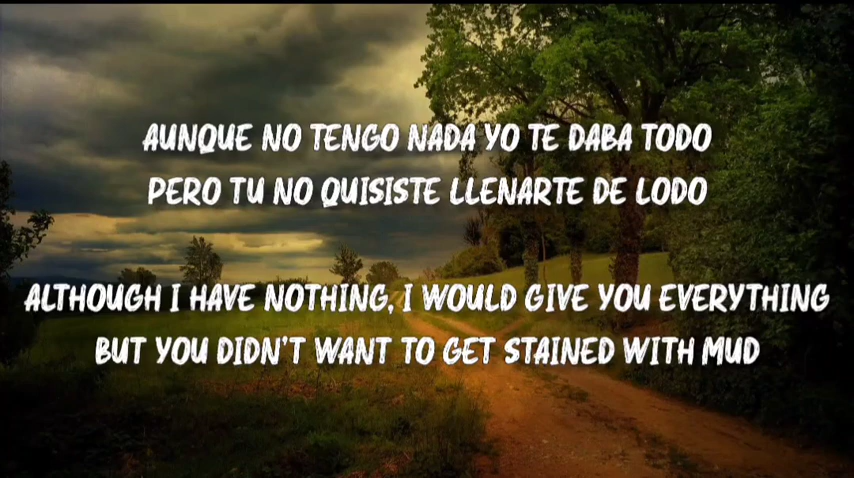 AUNQUE NO TENGO NADA YO TE DABA TODO
PERO TU NO QUISISTE LLENARTE DE LODO
ALTHOUGH I HAVE NOTHING, I WOULD GIVE YOU EVERYTHING
BUT YOU DIDN'T WANT TO GET STAINED WITH MUD